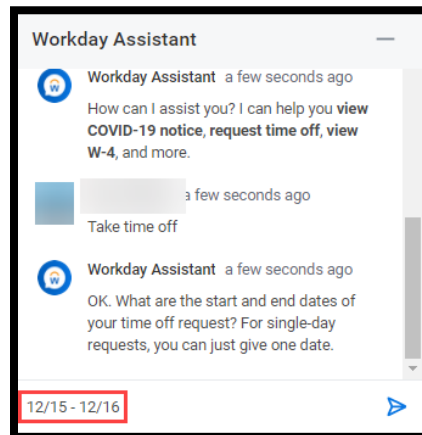 Workday Assistant
Workday Assistant a few seconds ago
How can I assist you? I can help you view
COVID-19 notice, request time off, view
W-4, and more.
a few seconds ago
Take time off
Workday Assistant a few seconds ago
OK. What are the start and end dates of
your time off request? For single-day
requests, you can just give one date.
12/15 - 12/16